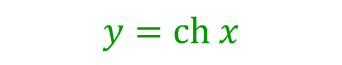 y = ch x